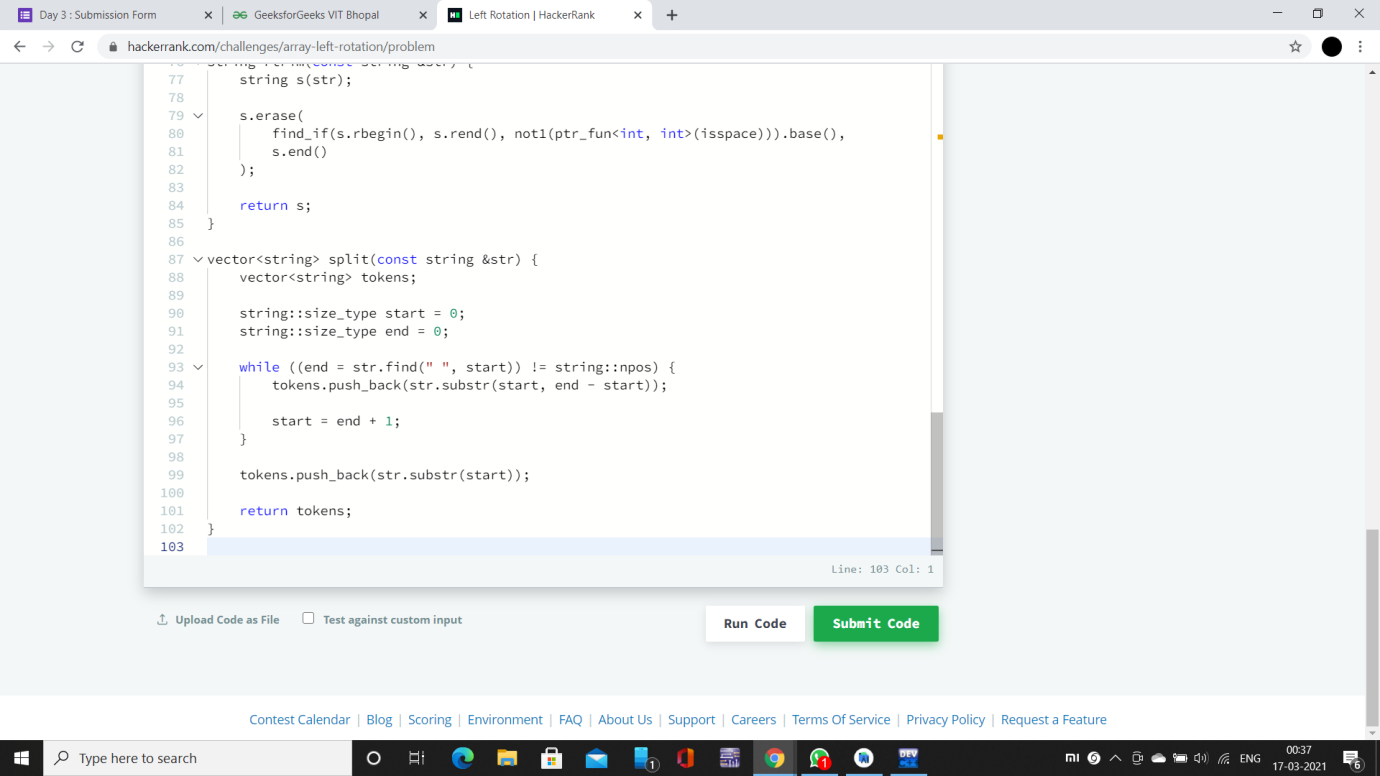 Day 3 : Submission Form
GeeksforGeeks VIT Bhopal
Left Rotation | HackerRank
hackerrank.com/challenges/array-left-rotation/problem
77 string s(str);
78
79 s.erase(
80 find_if(s.rbegin(), s.rend(), not1(ptr_fun<int, int>(isspace))).base(),
81 s.end()
82 );
83
84 return s;
85 }
86
87 vector<string> split(const string &str) {
88 vector<string> tokens;
89
90 string::size_type start = 0;
91 string::size_type end = 0;
92
93 while ((end = str.find(" ", start)) != string::npos) {
94 tokens.push_back(str.substr(start, end - start));
95
96 start = end + 1;
97 }
98
99 tokens.push_back(str.substr(start));
100
101 return tokens;
102 }
103
Line: 103 Col: 1
Upload Code as File
Test against custom input
Run Code
Submit Code
Contest Calendar | Blog | Scoring | Environment | FAQ | About Us | Support | Careers | Terms Of Service | Privacy Policy | Request a Feature
Type here to search
1
1
DEV
mi
ENG
00:37
17-03-2021
6